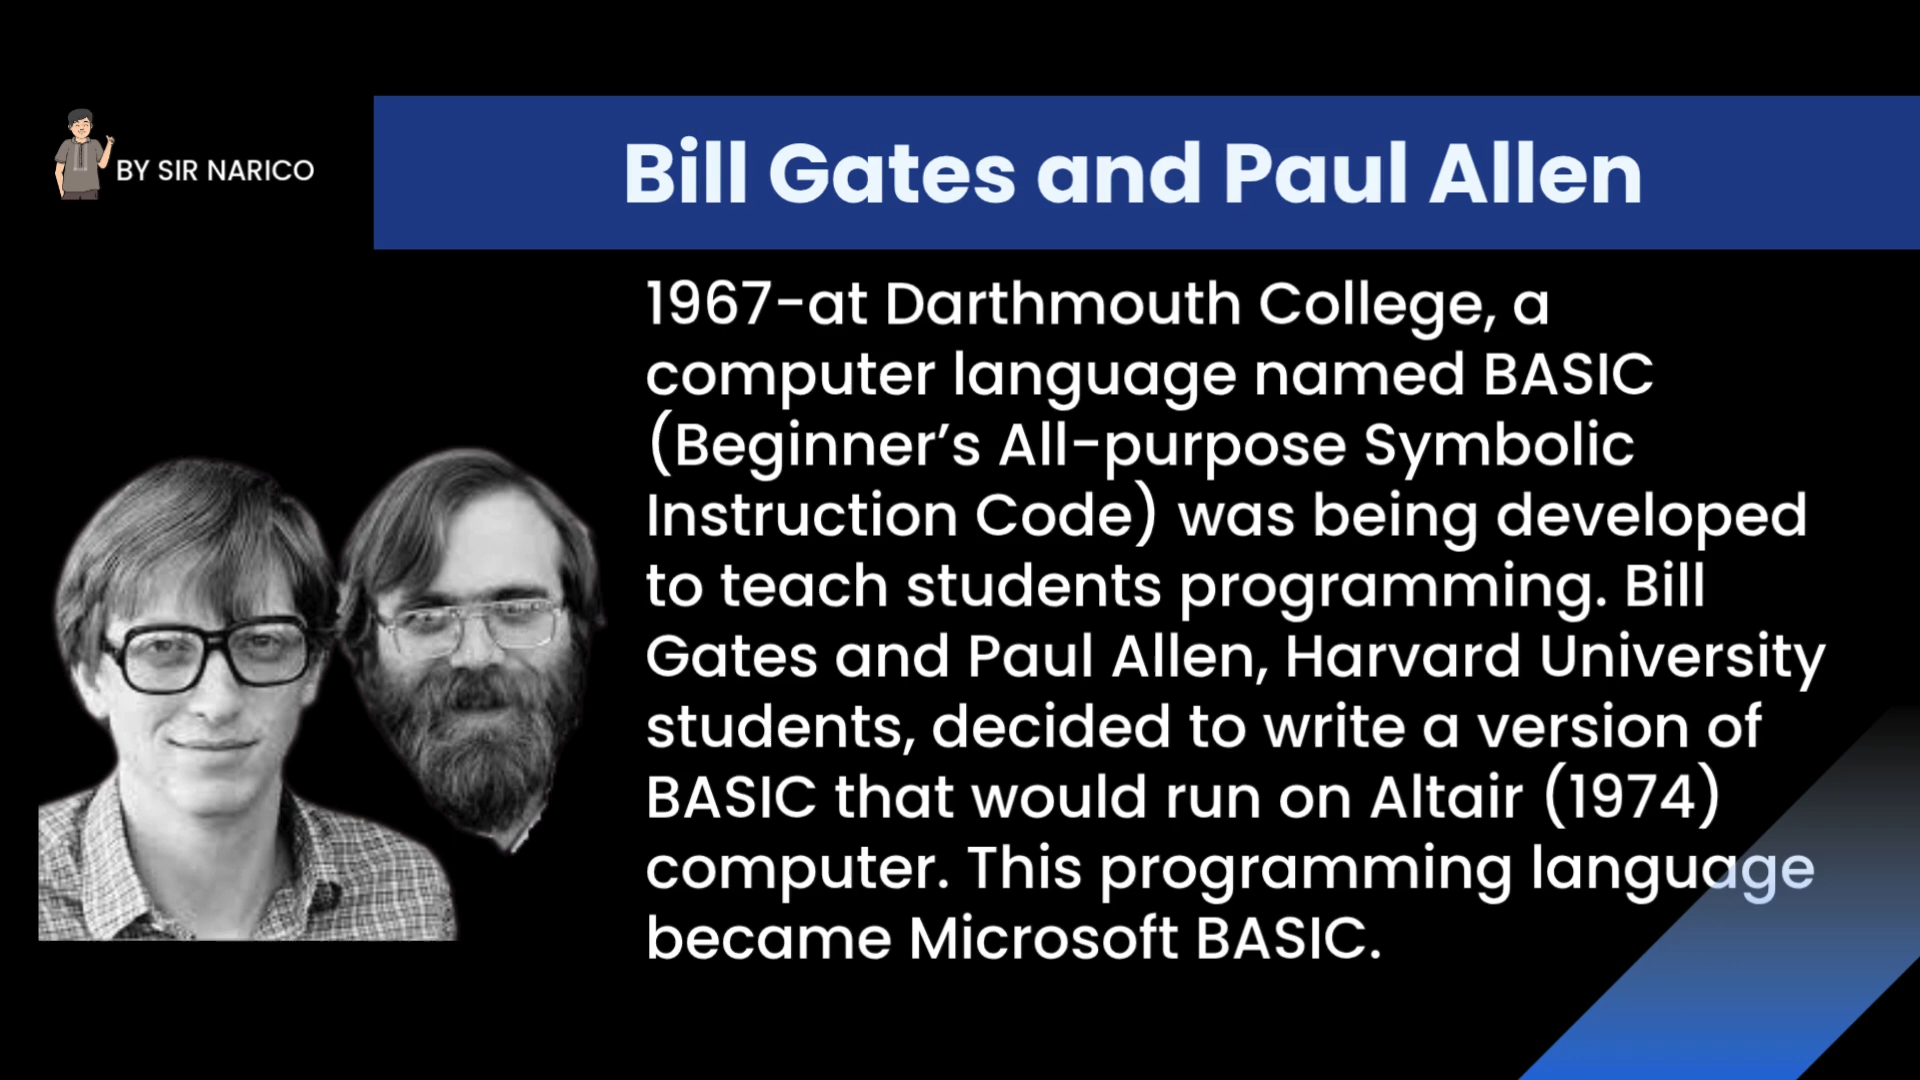 BY SIR NARICO
Bill Gates and Paul Allen
1967-at Darthmouth College, a
computer language named BASIC
(Beginner’s All-purpose Symbolic
Instruction Code) was being developed
to teach students programming. Bill
Gates and Paul Allen, Harvard University
students, decided to write a version of
BASIC that would run on Altair (1974)
computer. This programming language
became Microsoft BASIC.